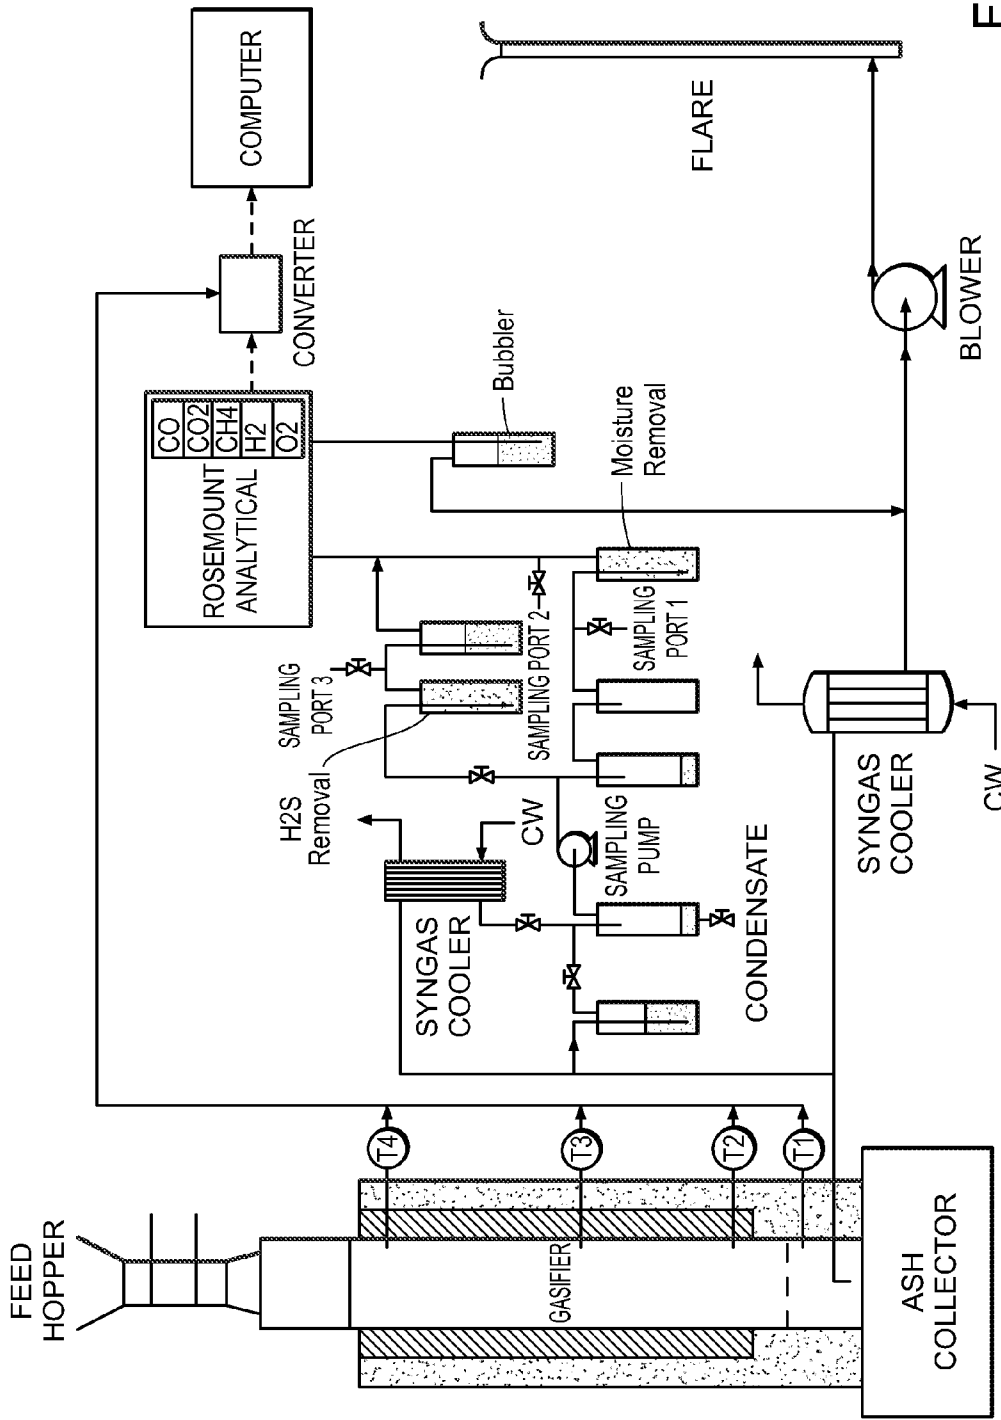 FEED
HOPPER
GASIFIER
ASH
COLLECTOR
T4
T3
T2
T1
SYNGAS
COOLER
CW
CONDENSATE
SAMPLING
PUMP
H2S
Removal
SAMPLING
PORT 3
SAMPLING PORT 2
SAMPLING
PORT 1
Moisture
Removal
Bubbler
ROSEMOUNT
ANALYTICAL
CO
CO2
CH4
H2
O2
CONVERTER
COMPUTER
SYNGAS
COOLER
CW
BLOWER
FLARE